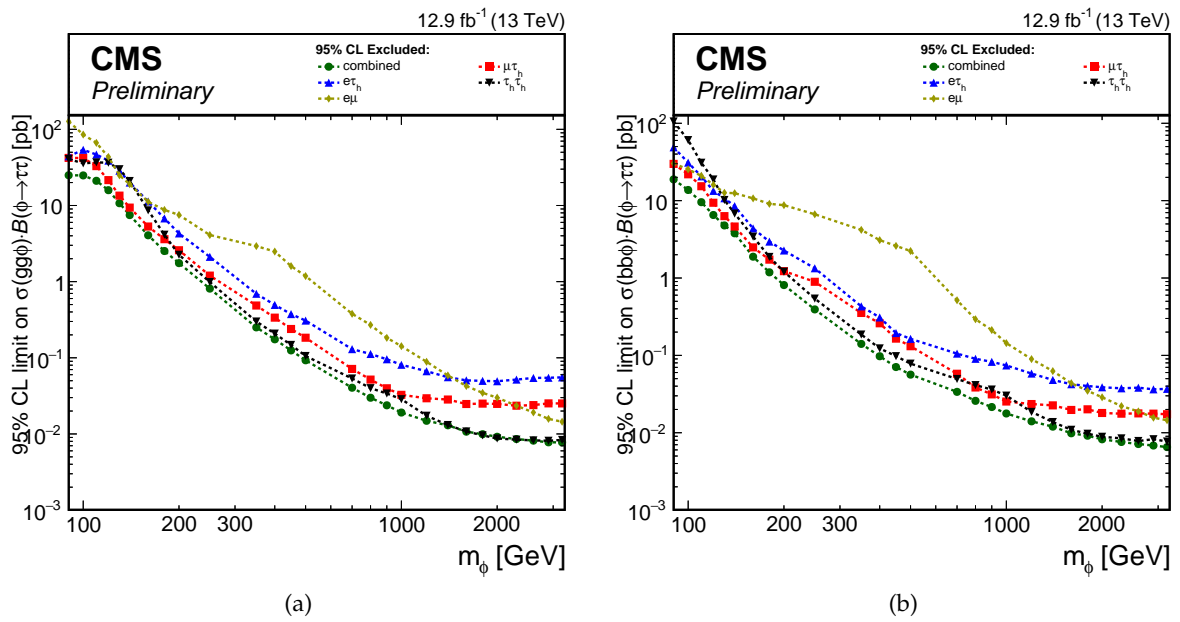 12.9 fb⁻¹ (13 TeV)
CMS
Preliminary
95% CL Excluded:
combined
μτₕ
eτₕ
τₕτₕ
eμ
95% CL limit on σ(ggϕ)·B(ϕ→ττ) [pb]
10²
10
1
10⁻¹
10⁻²
10⁻³
100 200 300 1000 2000
m_ϕ [GeV]
(a)
12.9 fb⁻¹ (13 TeV)
CMS
Preliminary
95% CL Excluded:
combined
μτₕ
eτₕ
τₕτₕ
eμ
95% CL limit on σ(bbϕ)·B(ϕ→ττ) [pb]
10²
10
1
10⁻¹
10⁻²
10⁻³
100 200 300 1000 2000
m_ϕ [GeV]
(b)